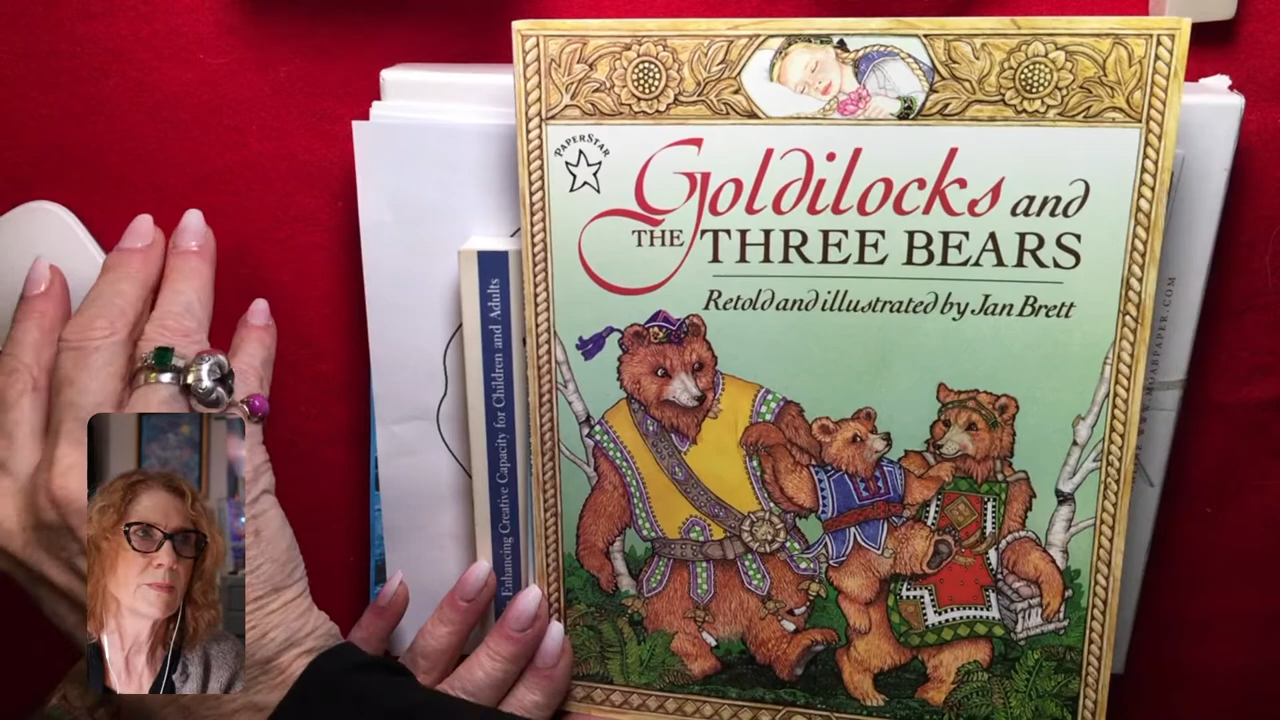 PAPERSTAR
Goldilocks and
THE THREE BEARS
Retold and illustrated by Jan Brett
Enhancing Creative Capacity for Children and Adults